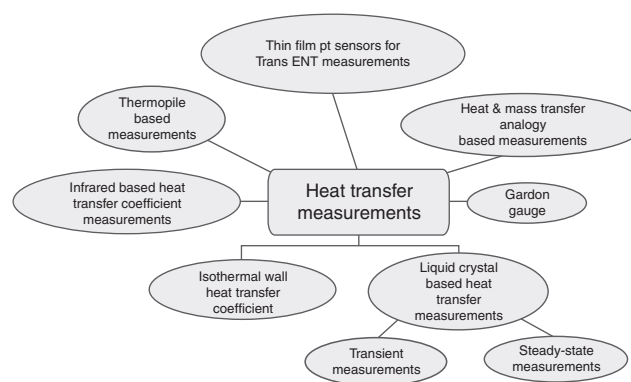 Thin film pt sensors for
Trans ENT measurements
Thermopile
based
measurements
Heat & mass transfer
analogy
based measurements
Infrared based heat
transfer coefficient
measurements
Heat transfer
measurements
Gardon
gauge
Isothermal wall
heat transfer
coefficient
Liquid crystal
based heat
transfer
measurements
Transient
measurements
Steady-state
measurements